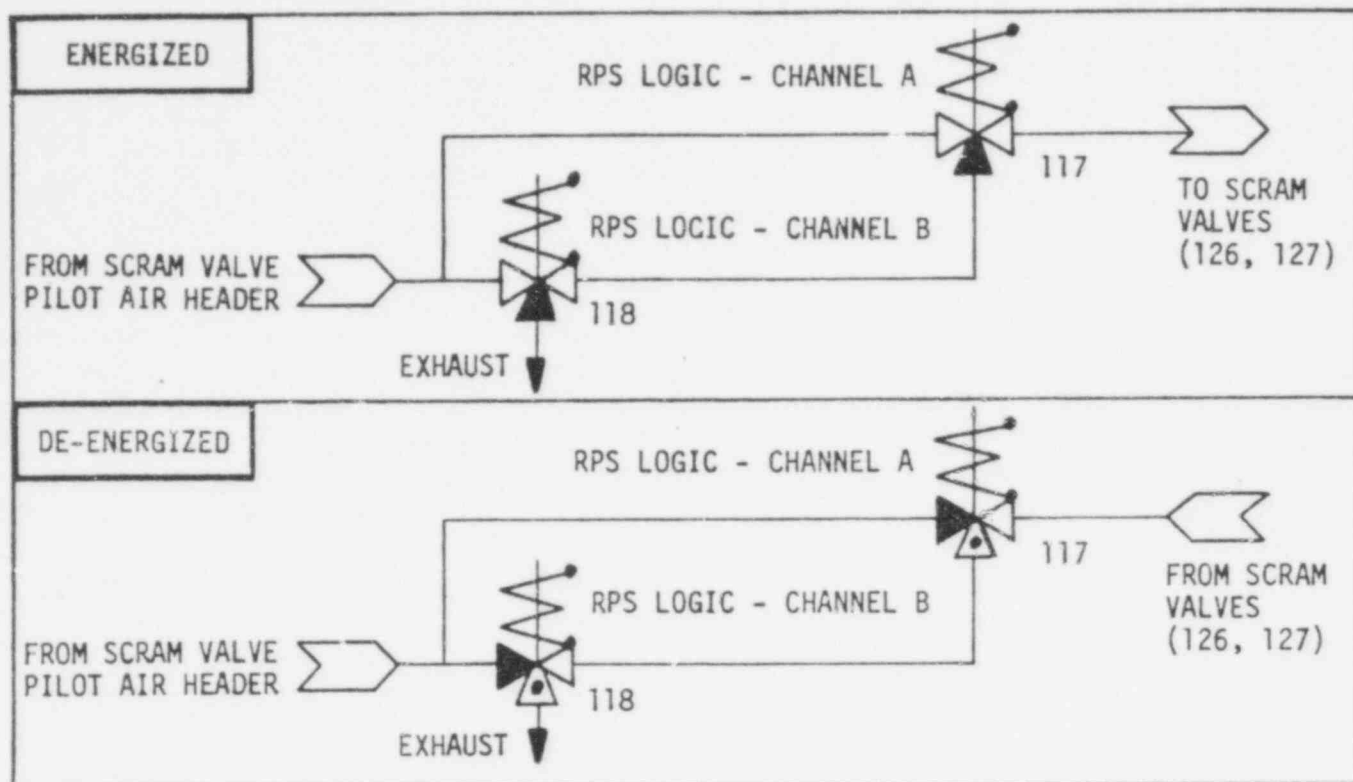 ENERGIZED
RPS LOGIC - CHANNEL A
117
TO SCRAM
VALVES
(126, 127)
RPS LOGIC - CHANNEL B
FROM SCRAM VALVE
PILOT AIR HEADER
118
EXHAUST
DE-ENERGIZED
RPS LOGIC - CHANNEL A
117
FROM SCRAM
VALVES
(126, 127)
RPS LOGIC - CHANNEL B
FROM SCRAM VALVE
PILOT AIR HEADER
118
EXHAUST